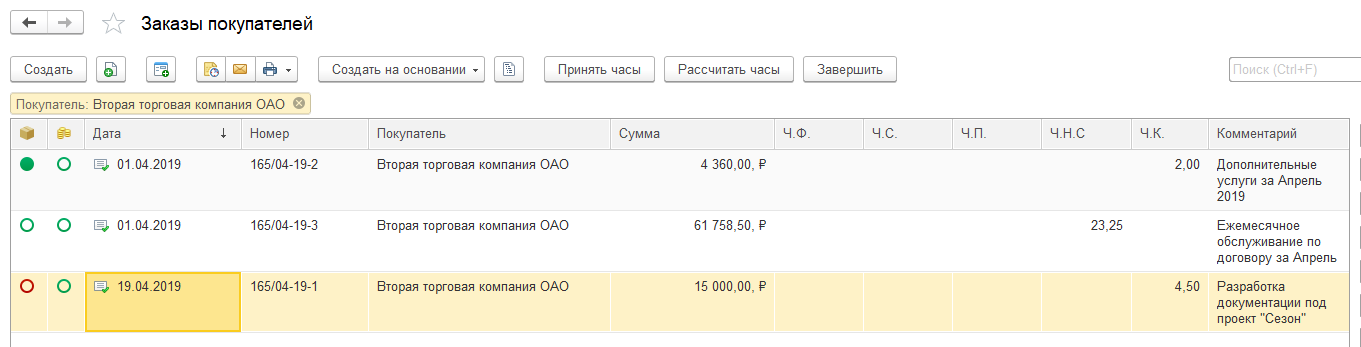 Заказы покупателей
Создать Создать на основании Принять часы Рассчитать часы Завершить Поиск (Ctrl+F)
Покупатель: Вторая торговая компания ОАО
Дата ↓ Номер Покупатель Сумма Ч.Ф. Ч.С. Ч.П. Ч.Н.С Ч.К. Комментарий
01.04.2019 165/04-19-2 Вторая торговая компания ОАО 4 360,00, ₽ 2,00 Дополнительные
услуги за Апрель
2019
01.04.2019 165/04-19-3 Вторая торговая компания ОАО 61 758,50, ₽ 23,25 Ежемесячное
обслуживание по
договору за Апрель
19.04.2019 165/04-19-1 Вторая торговая компания ОАО 15 000,00, ₽ 4,50 Разработка
документации под
проект "Сезон"